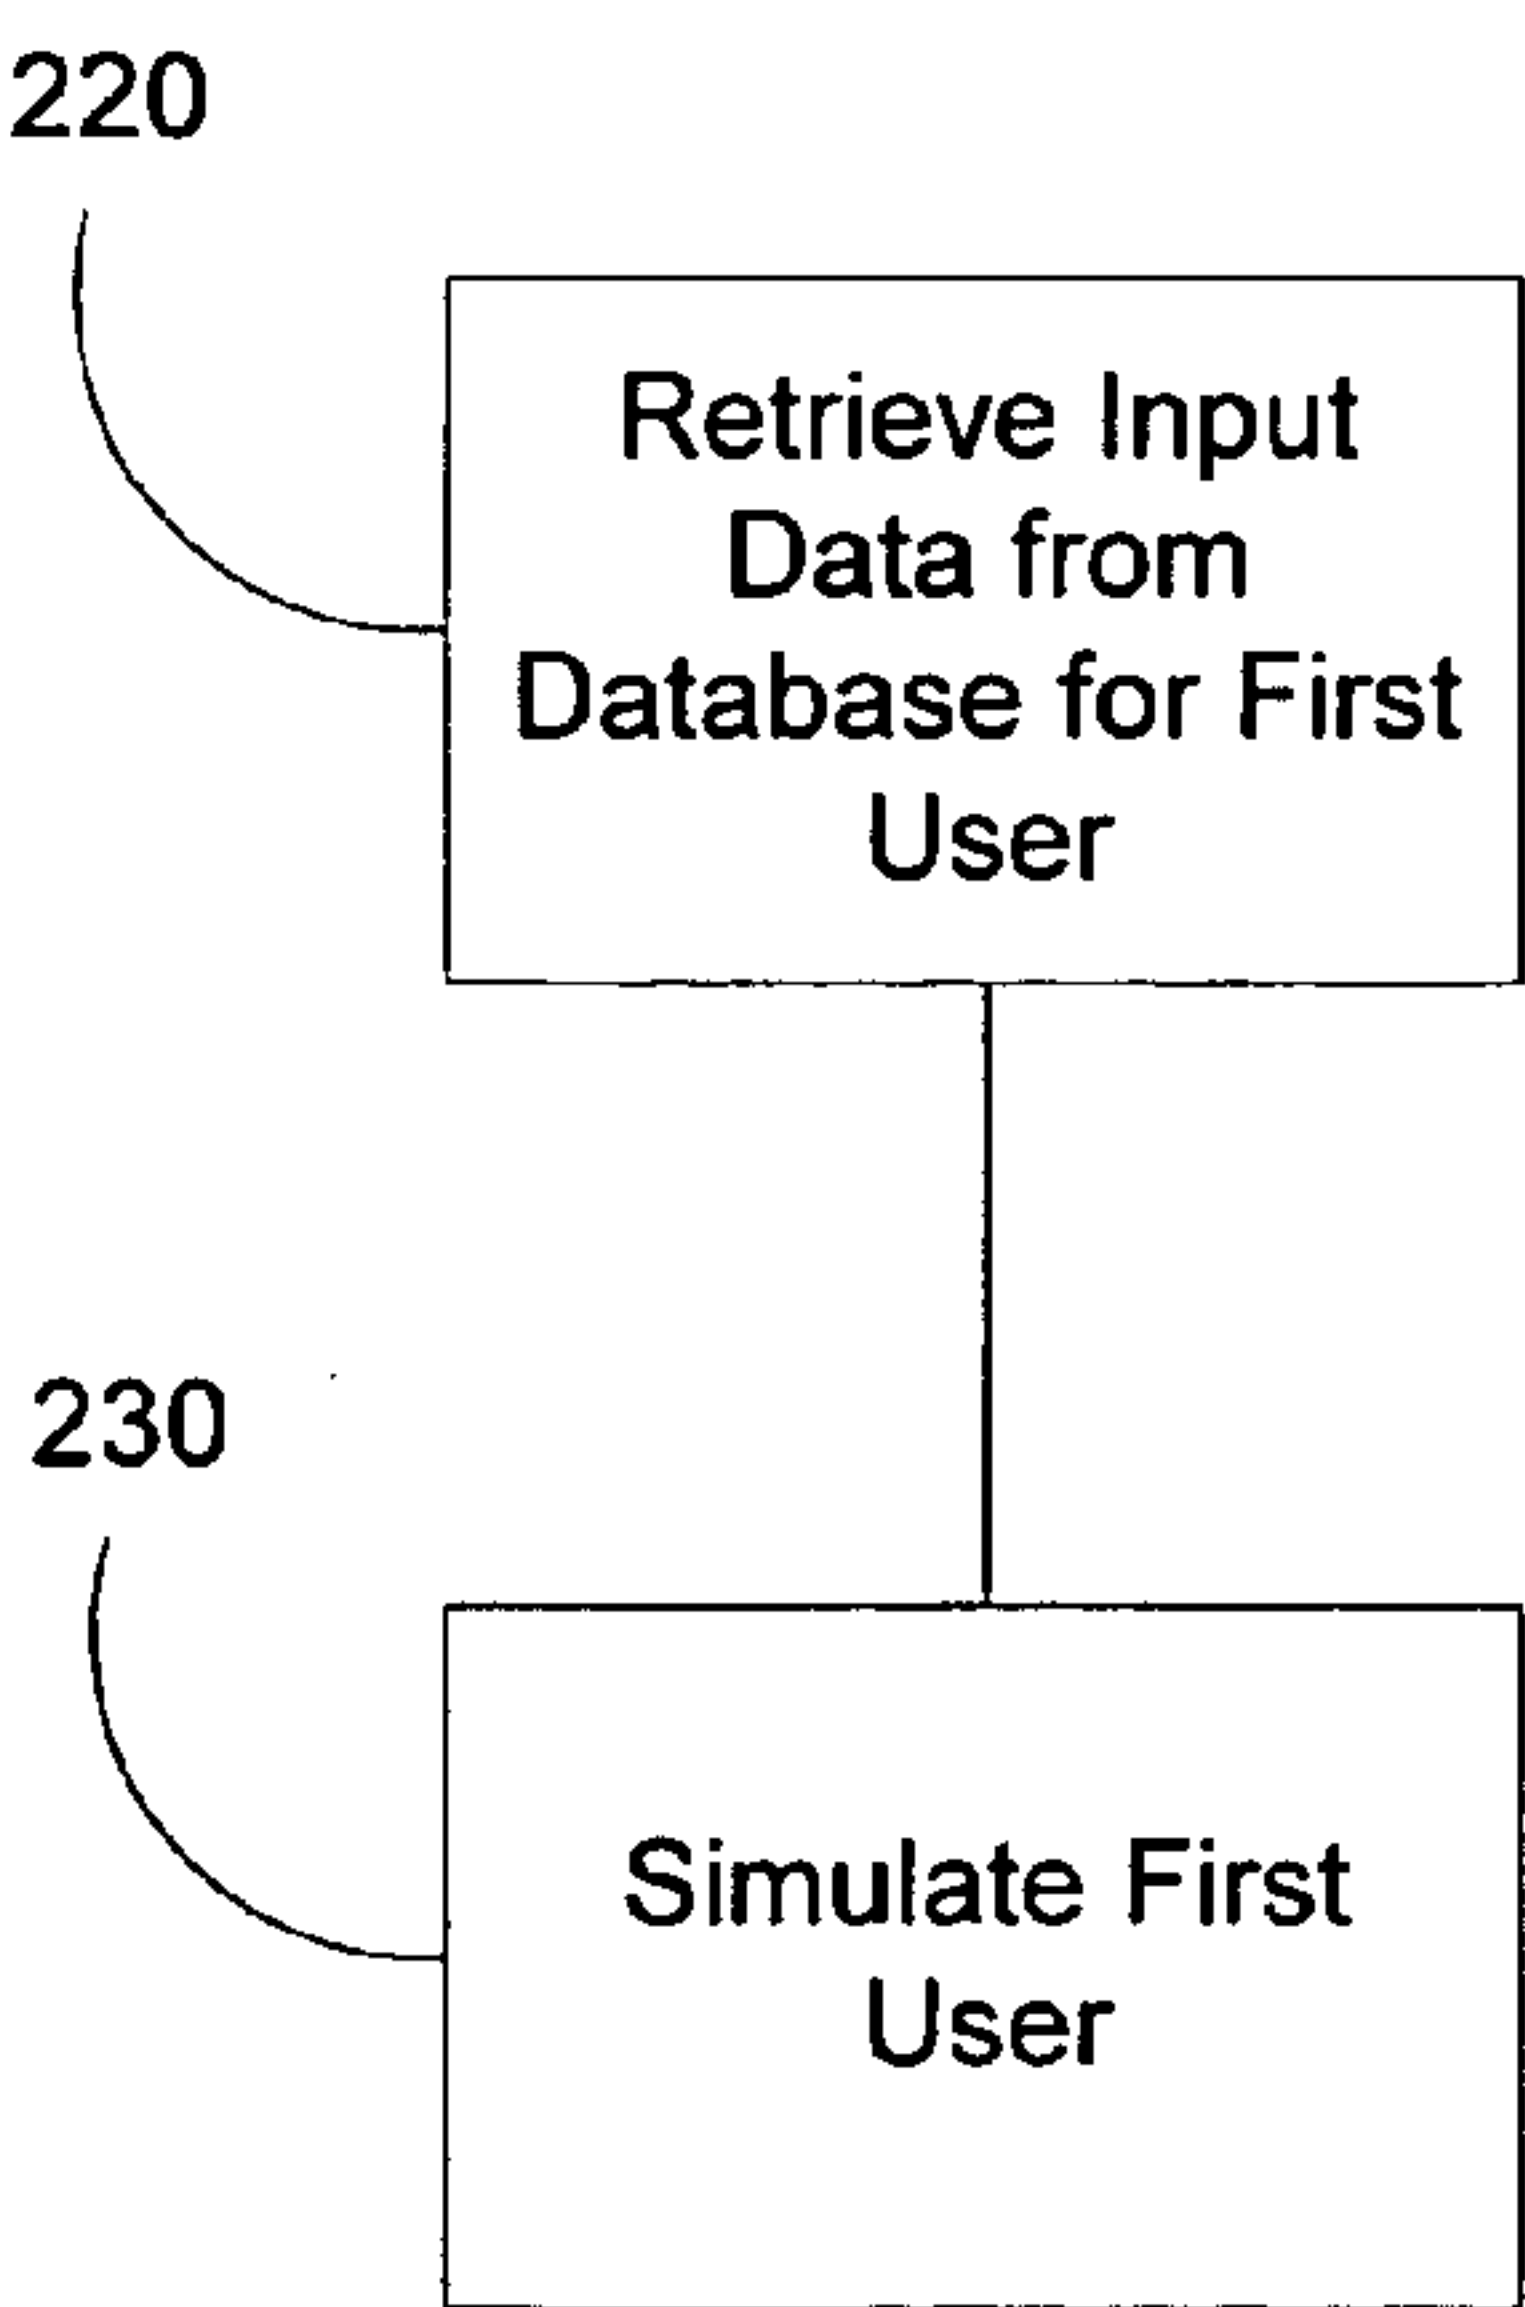 220
Retrieve Input
Data from
Database for First
User
230
Simulate First
User